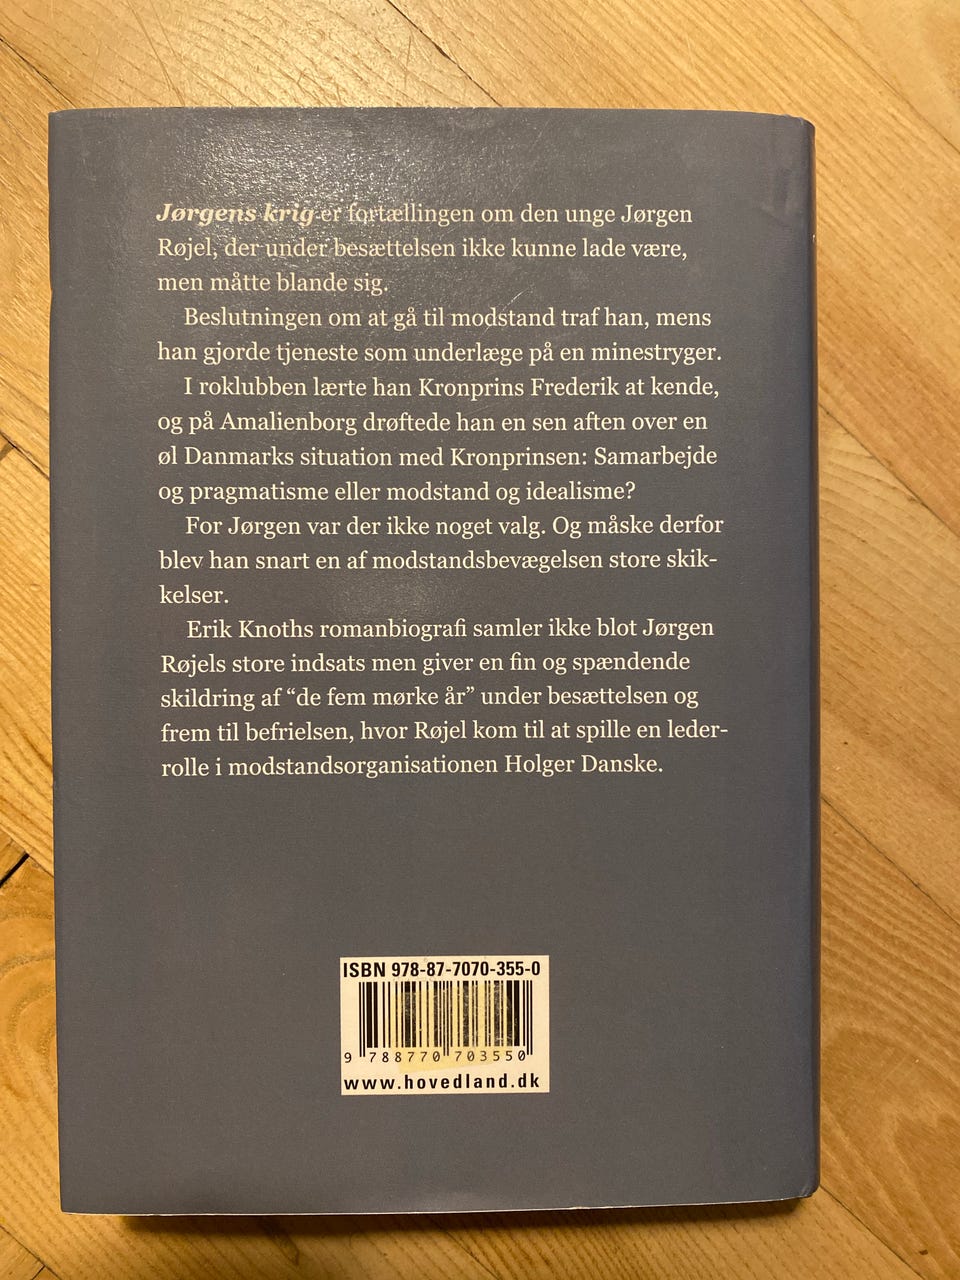 Jørgens krig er fortællingen om den unge Jørgen
Røjel, der under besættelsen ikke kunne lade være,
men måtte blande sig.
Beslutningen om at gå til modstand traf han, mens
han gjorde tjeneste som underlæge på en minestryger.
I roklubben lærte han Kronprins Frederik at kende,
og på Amalienborg drøftede han en sen aften over en
øl Danmarks situation med Kronprinsen: Samarbejde
og pragmatisme eller modstand og idealisme?
For Jørgen var der ikke noget valg. Og måske derfor
blev han snart en af modstandsbevægelsen store skik-
kelser.
Erik Knoths romanbiografi samler ikke blot Jørgen
Røjels store indsats men giver en fin og spændende
skildring af “de fem mørke år” under besættelsen og
frem til befrielsen, hvor Røjel kom til at spille en leder-
rolle i modstandsorganisationen Holger Danske.
ISBN 978-87-7070-355-0
9 788770 703550
www.hovedland.dk